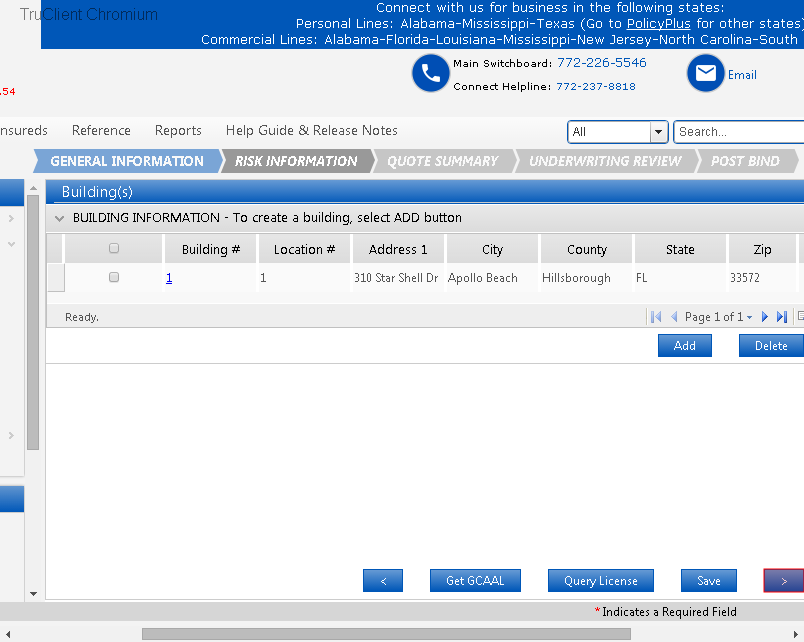 TruClient Chromium
Connect with us for business in the following states:
Personal Lines: Alabama-Mississippi-Texas (Go to PolicyPlus for other states)
Commercial Lines: Alabama-Florida-Louisiana-Mississippi-New Jersey-North Carolina-South
Main Switchboard: 772-226-5546
Connect Helpline: 772-237-8818
Email
.54
nsureds Reference Reports Help Guide & Release Notes All Search...
GENERAL INFORMATION RISK INFORMATION QUOTE SUMMARY UNDERWRITING REVIEW POST BIND
Building(s)
BUILDING INFORMATION - To create a building, select ADD button
Building # Location # Address 1 City County State Zip
1 1 310 Star Shell Dr Apollo Beach Hillsborough FL 33572
Ready. Page 1 of 1
Add Delete
< Get GCAAL Query License Save >
* Indicates a Required Field